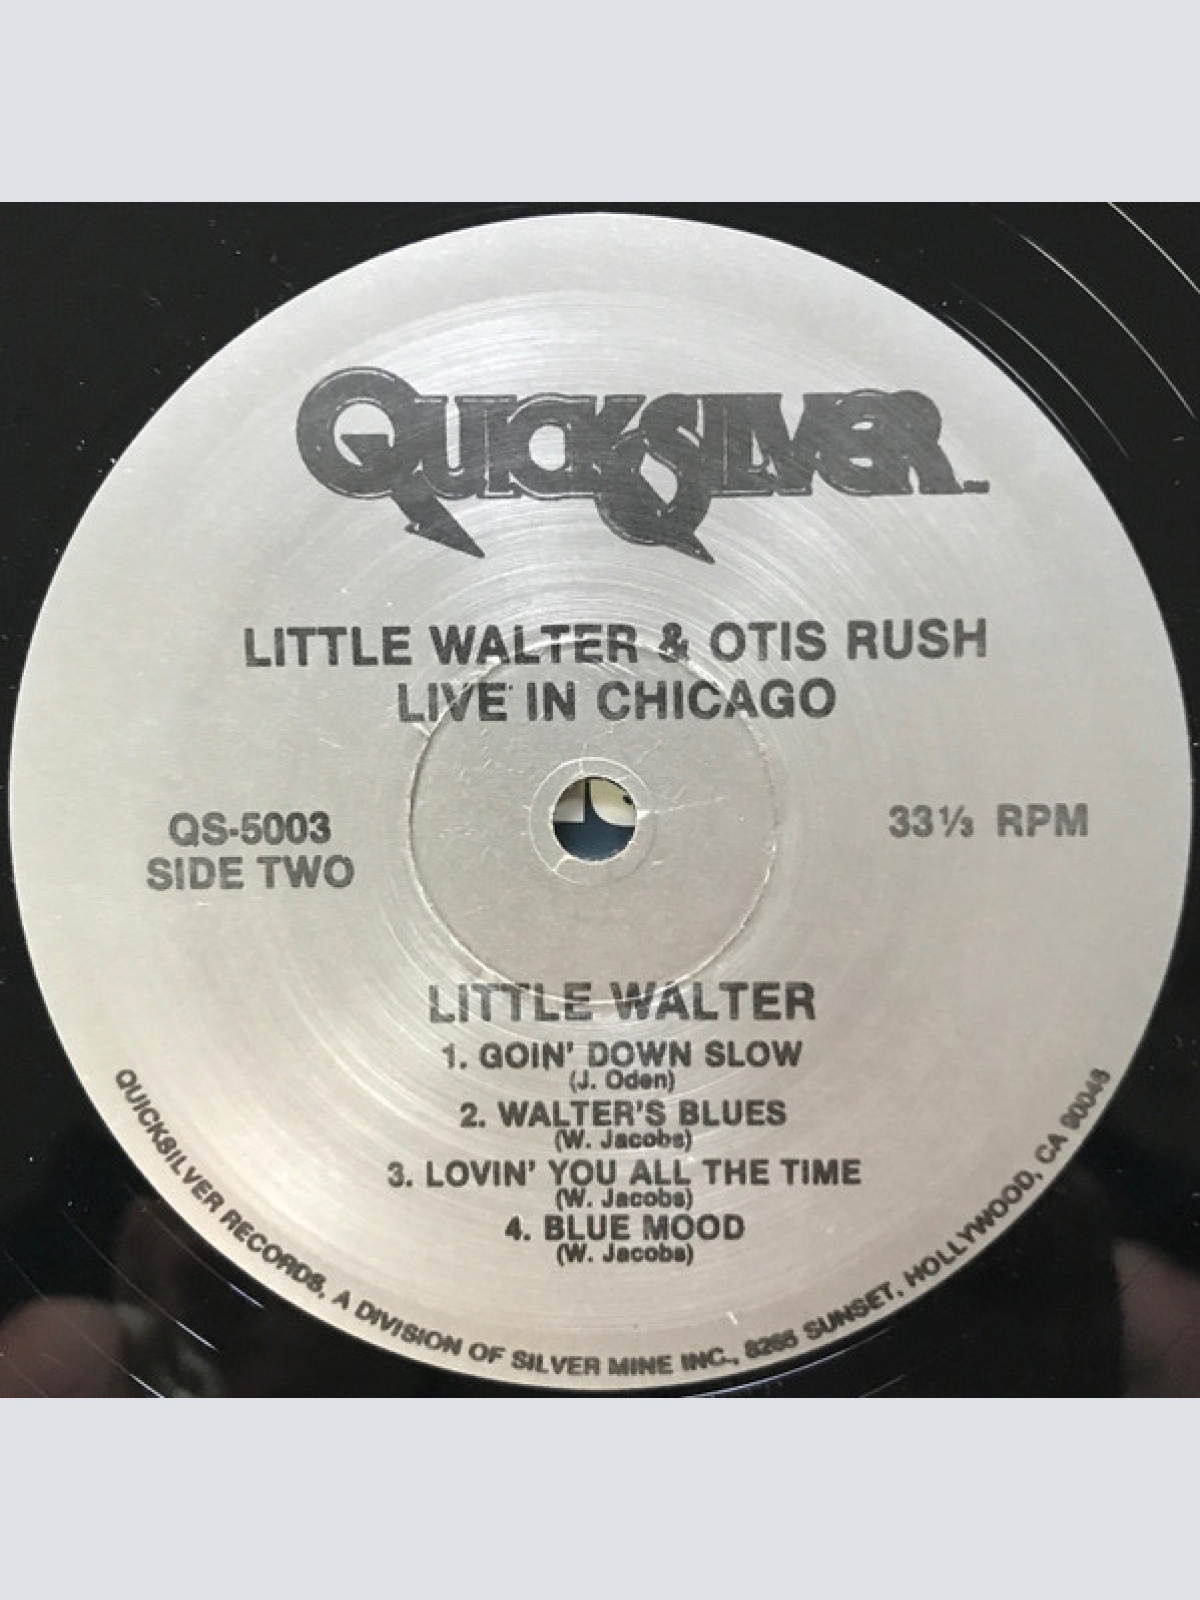 QUICKSILVER
LITTLE WALTER & OTIS RUSH
LIVE IN CHICAGO
QS-5003
SIDE TWO
33⅓ RPM
LITTLE WALTER
1. GOIN' DOWN SLOW
(J. Oden)
2. WALTER'S BLUES
(W. Jacobs)
3. LOVIN' YOU ALL THE TIME
(W. Jacobs)
4. BLUE MOOD
(W. Jacobs)
QUICKSILVER RECORDS, A DIVISION OF SILVER MINE INC., 8265 SUNSET, HOLLYWOOD, CA 90046